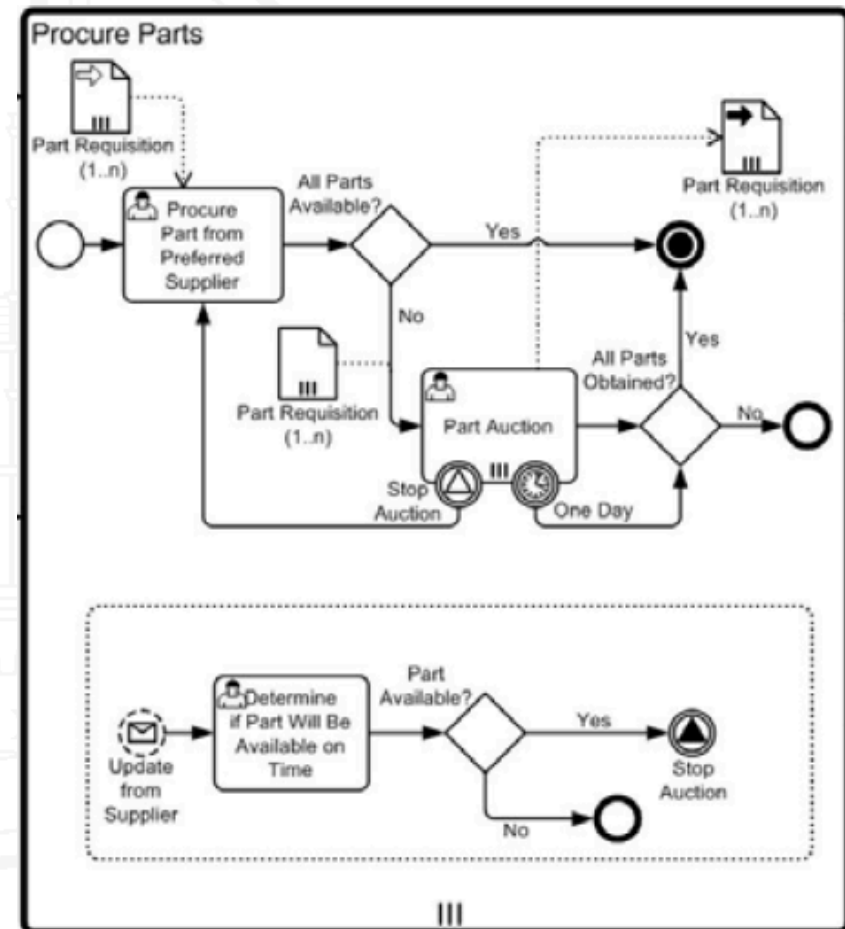 Procure Parts
Part Requisition
(1..n)
Procure
Part from
Preferred
Supplier
All Parts
Available?
Yes
Part Requisition
(1..n)
No
Part Requisition
(1..n)
Part Auction
All Parts
Obtained?
Yes
No
Stop
Auction
One Day
Update
from
Supplier
Determine
if Part Will Be
Available on
Time
Part
Available?
Yes
Stop
Auction
No